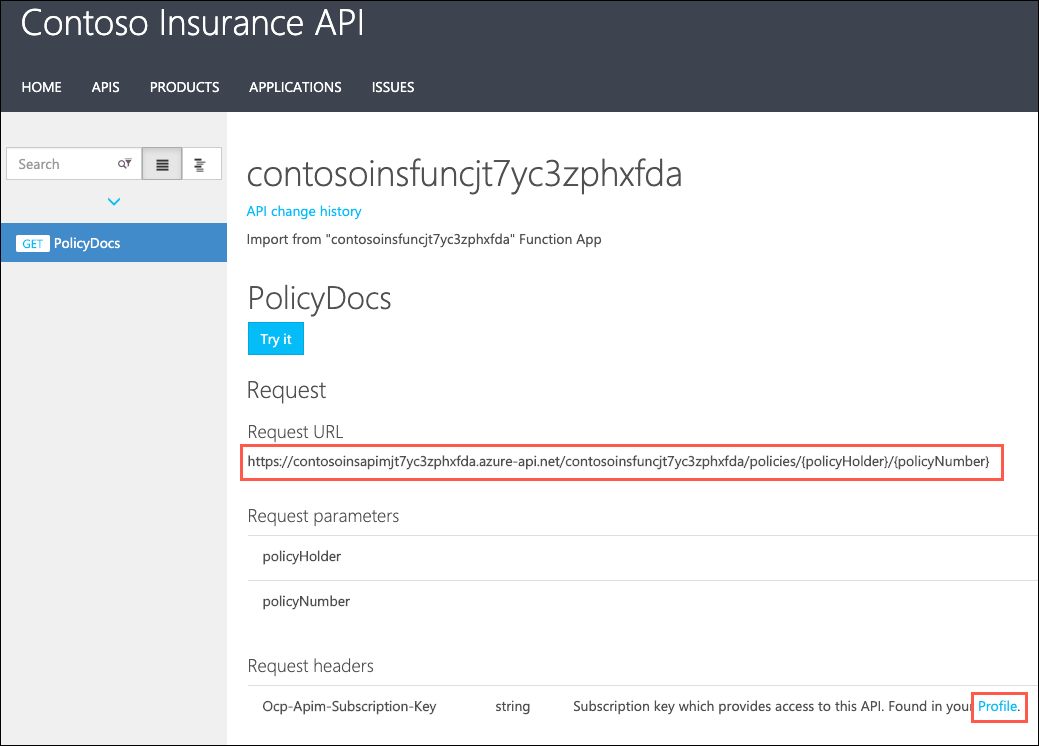 Contoso Insurance API
HOME APIS PRODUCTS APPLICATIONS ISSUES
Search
GET PolicyDocs
contosoinsfuncjt7yc3zphxfda
API change history
Import from "contosoinsfuncjt7yc3zphxfda" Function App
PolicyDocs
Try it
Request
Request URL
https://contosoinsapimjt7yc3zphxfda.azure-api.net/contosoinsfuncjt7yc3zphxfda/policies/{policyHolder}/{policyNumber}
Request parameters
policyHolder
policyNumber
Request headers
Ocp-Apim-Subscription-Key string Subscription key which provides access to this API. Found in your Profile.